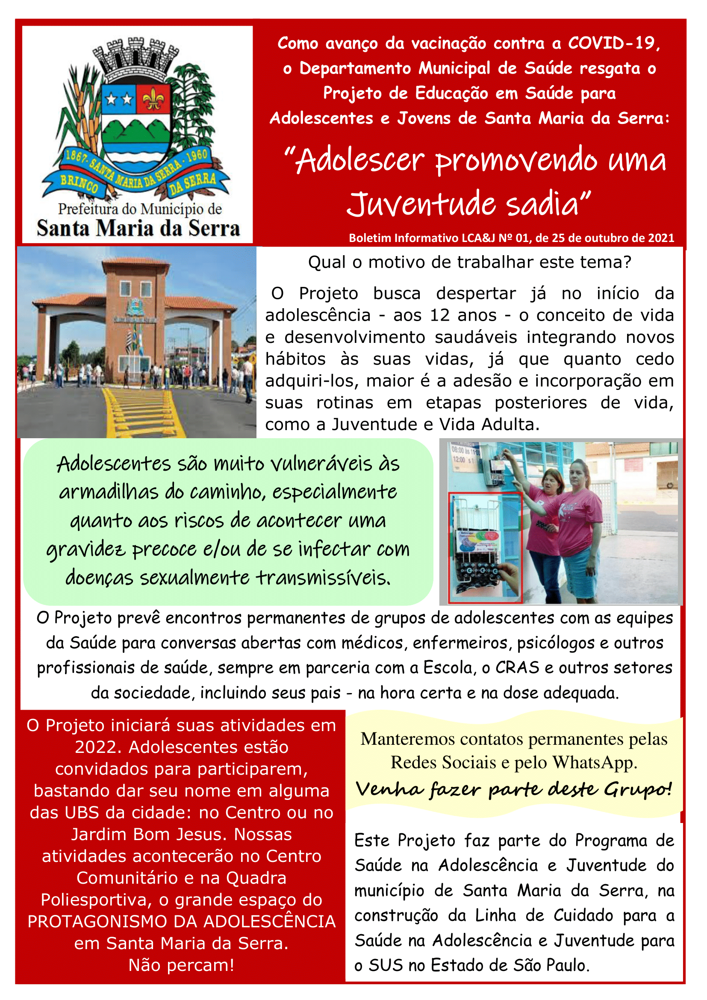 1867- SANTA MARIA DA SERRA - 1960
BRINCO DA SERRA
Prefeitura do Município de
Santa Maria da Serra
Como avanço da vacinação contra a COVID-19,
o Departamento Municipal de Saúde resgata o
Projeto de Educação em Saúde para
Adolescentes e Jovens de Santa Maria da Serra:
“Adolescer promovendo uma
Juventude sadia”
Boletim Informativo LCA&J Nº 01, de 25 de outubro de 2021
Qual o motivo de trabalhar este tema?
O Projeto busca despertar já no início da
adolescência - aos 12 anos - o conceito de vida
e desenvolvimento saudáveis integrando novos
hábitos às suas vidas, já que quanto cedo
adquiri-los, maior é a adesão e incorporação em
suas rotinas em etapas posteriores de vida,
como a Juventude e Vida Adulta.
Adolescentes são muito vulneráveis às
armadilhas do caminho, especialmente
quanto aos riscos de acontecer uma
gravidez precoce e/ou de se infectar com
doenças sexualmente transmissíveis.
08:00 às 11:00
12:00
Retire aqui
O Projeto prevê encontros permanentes de grupos de adolescentes com as equipes
da Saúde para conversas abertas com médicos, enfermeiros, psicólogos e outros
profissionais de saúde, sempre em parceria com a Escola, o CRAS e outros setores
da sociedade, incluindo seus pais - na hora certa e na dose adequada.
O Projeto iniciará suas atividades em
2022. Adolescentes estão
convidados para participarem,
bastando dar seu nome em alguma
das UBS da cidade: no Centro ou no
Jardim Bom Jesus. Nossas
atividades acontecerão no Centro
Comunitário e na Quadra
Poliesportiva, o grande espaço do
PROTAGONISMO DA ADOLESCÊNCIA
em Santa Maria da Serra.
Não percam!
Manteremos contatos permanentes pelas
Redes Sociais e pelo WhatsApp.
Venha fazer parte deste Grupo!
Este Projeto faz parte do Programa de
Saúde na Adolescência e Juventude do
município de Santa Maria da Serra, na
construção da Linha de Cuidado para a
Saúde na Adolescência e Juventude para
o SUS no Estado de São Paulo.